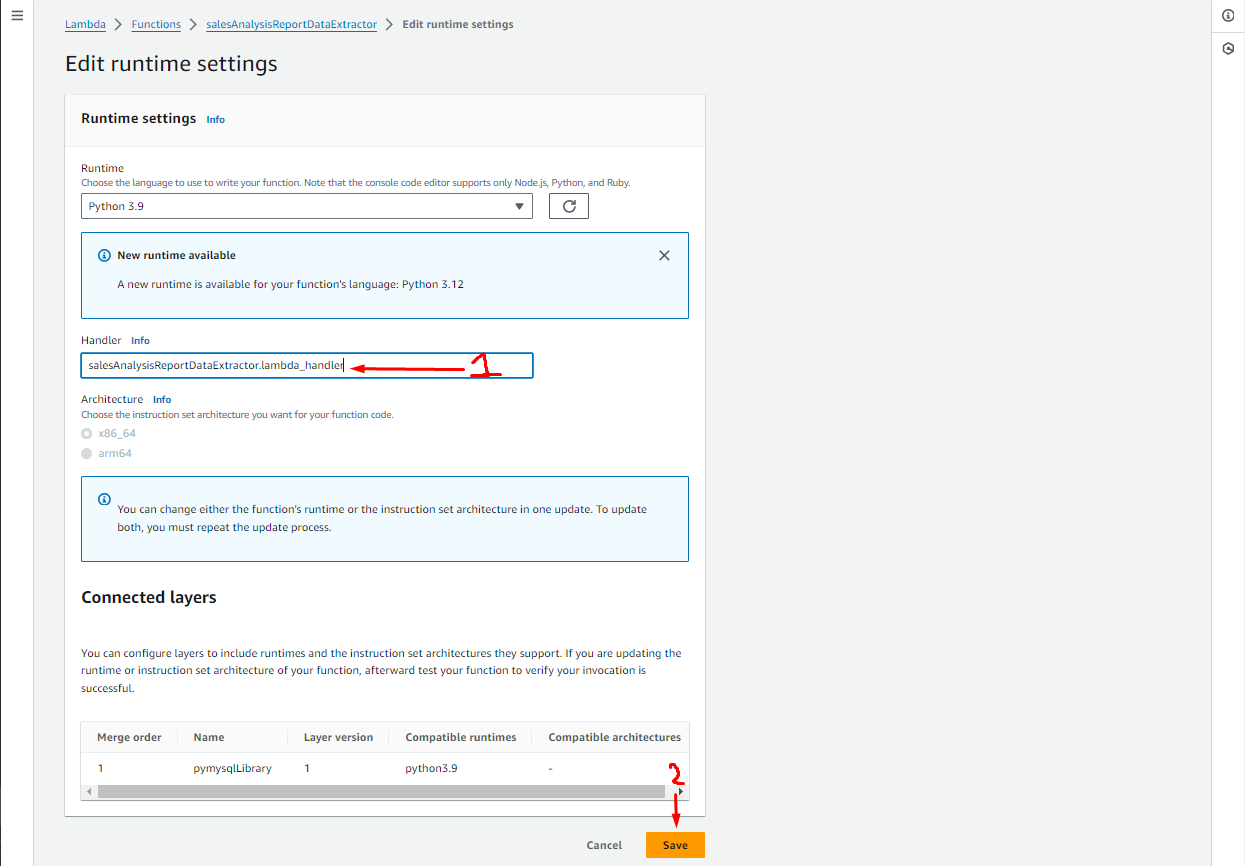 Lambda > Functions > salesAnalysisReportDataExtractor > Edit runtime settings
Edit runtime settings
Runtime settings Info
Runtime
Choose the language to use to write your function. Note that the console code editor supports only Node.js, Python, and Ruby.
Python 3.9
New runtime available
A new runtime is available for your function's language: Python 3.12
Handler Info
salesAnalysisReportDataExtractor.lambda_handler 1
Architecture Info
Choose the instruction set architecture you want for your function code.
x86_64
arm64
You can change either the function's runtime or the instruction set architecture in one update. To update
both, you must repeat the update process.
Connected layers
You can configure layers to include runtimes and the instruction set architectures they support. If you are updating the
runtime or instruction set architecture of your function, afterward test your function to verify your invocation is
successful.
Merge order Name Layer version Compatible runtimes Compatible architectures
1 pymysqlLibrary 1 python3.9 -
2
Cancel Save